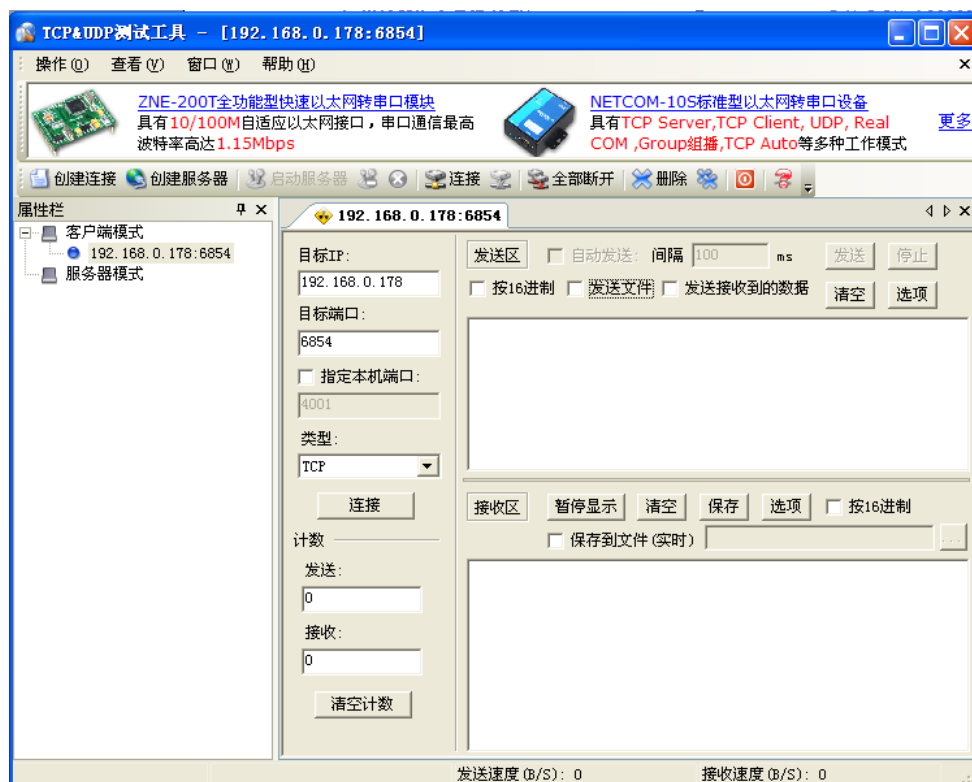 TCP&UDP测试工具 - [192.168.0.178:6854]
操作(O) 查看(V) 窗口(W) 帮助(H)
ZNE-200T全功能型快速以太网转串口模块
具有10/100M自适应以太网接口，串口通信最高
波特率高达1.15Mbps
NETCOM-10S标准型以太网转串口设备
具有TCP Server,TCP Client, UDP, Real
COM ,Group组播,TCP Auto等多种工作模式
更多
创建连接 创建服务器 启动服务器 连接 全部断开 删除
属性栏
客户端模式
192.168.0.178:6854
服务器模式
192.168.0.178:6854
目标IP:
192.168.0.178
目标端口:
6854
指定本机端口:
4001
类型:
TCP
连接
计数
发送:
0
接收:
0
清空计数
发送区 自动发送: 间隔 100 ms 发送 停止
按16进制 发送文件 发送接收到的数据 清空 选项
接收区 暂停显示 清空 保存 选项 按16进制
保存到文件(实时) ...
发送速度(B/S): 0 接收速度(B/S): 0